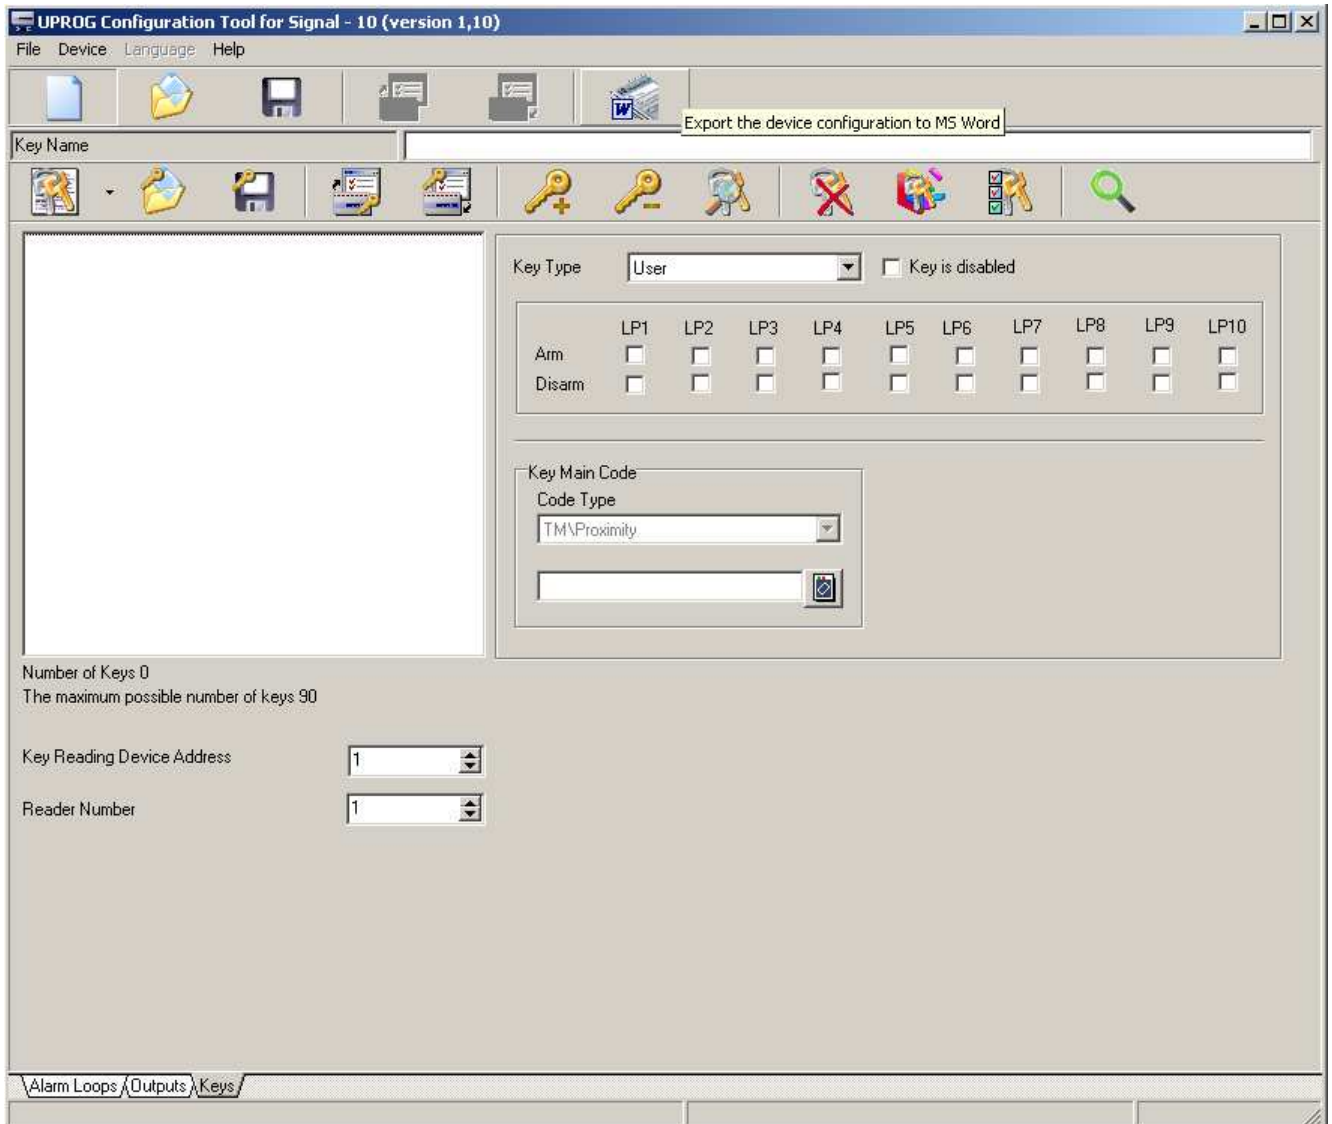 UPROG Configuration Tool for Signal - 10 (version 1,10)
File Device Language Help
W
Export the device configuration to MS Word
Key Name
Key Type User Key is disabled
LP1 LP2 LP3 LP4 LP5 LP6 LP7 LP8 LP9 LP10
Arm
Disarm
Key Main Code
Code Type
TM\Proximity
Number of Keys 0
The maximum possible number of keys 90
Key Reading Device Address 1
Reader Number 1
Alarm Loops Outputs Keys